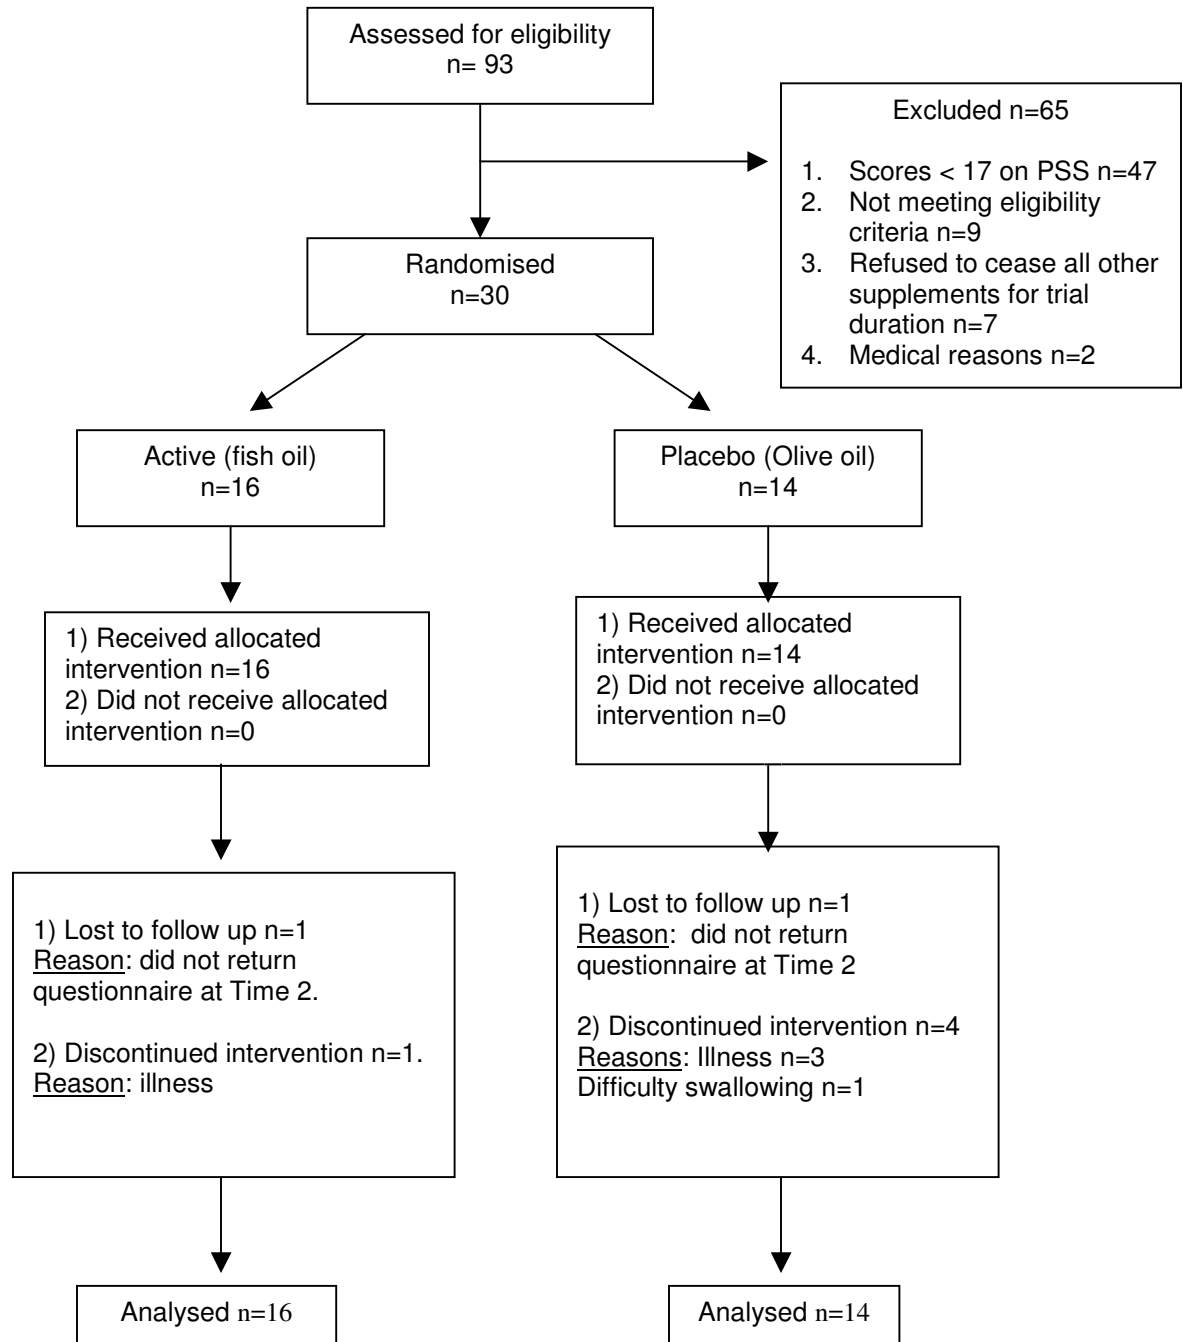 Assessed for eligibility
n= 93
Excluded n=65
1. Scores < 17 on PSS n=47
2. Not meeting eligibility
criteria n=9
3. Refused to cease all other
supplements for trial
duration n=7
4. Medical reasons n=2
Randomised
n=30
Active (fish oil)
n=16
Placebo (Olive oil)
n=14
1) Received allocated
intervention n=16
2) Did not receive allocated
intervention n=0
1) Received allocated
intervention n=14
2) Did not receive allocated
intervention n=0
1) Lost to follow up n=1
Reason: did not return
questionnaire at Time 2.
2) Discontinued intervention n=1.
Reason: illness
1) Lost to follow up n=1
Reason: did not return
questionnaire at Time 2
2) Discontinued intervention n=4
Reasons: Illness n=3
Difficulty swallowing n=1
Analysed n=16
Analysed n=14